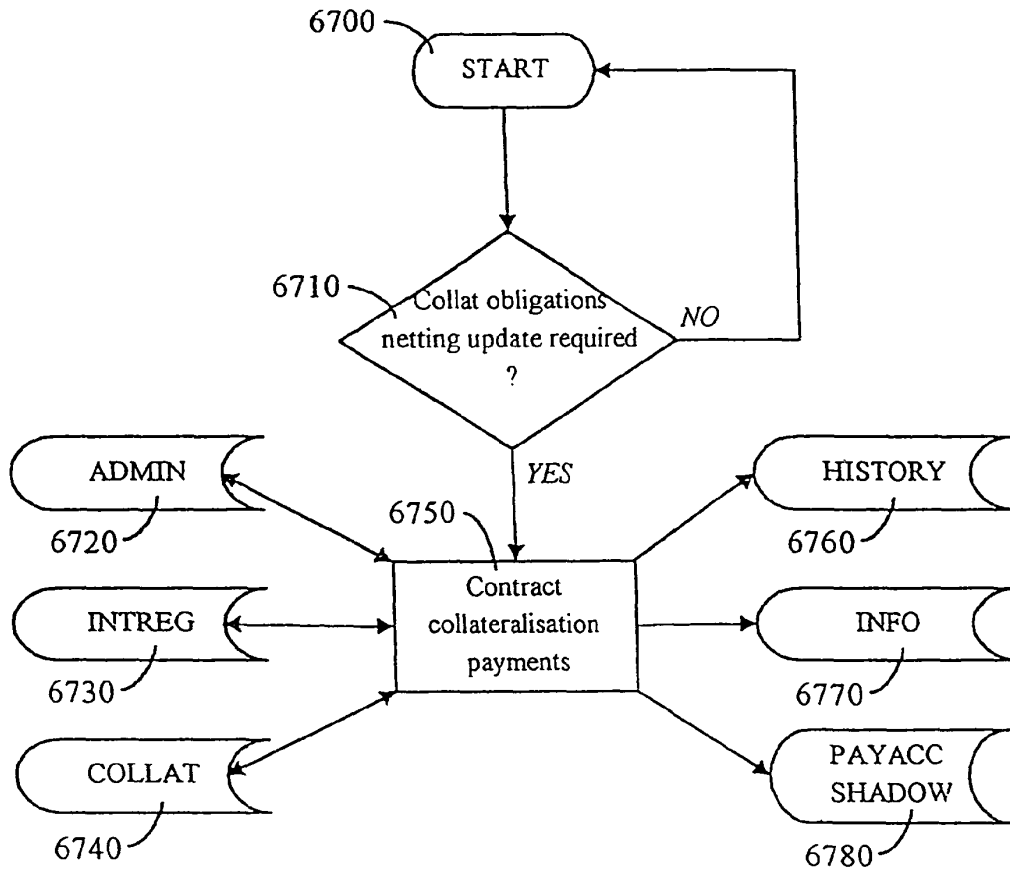 6700
START
6710
Collat obligations
netting update required
?
NO
YES
ADMIN
6720
HISTORY
6760
6750
Contract
collateralisation
payments
INTREG
6730
INFO
6770
COLLAT
6740
PAYACC
SHADOW
6780